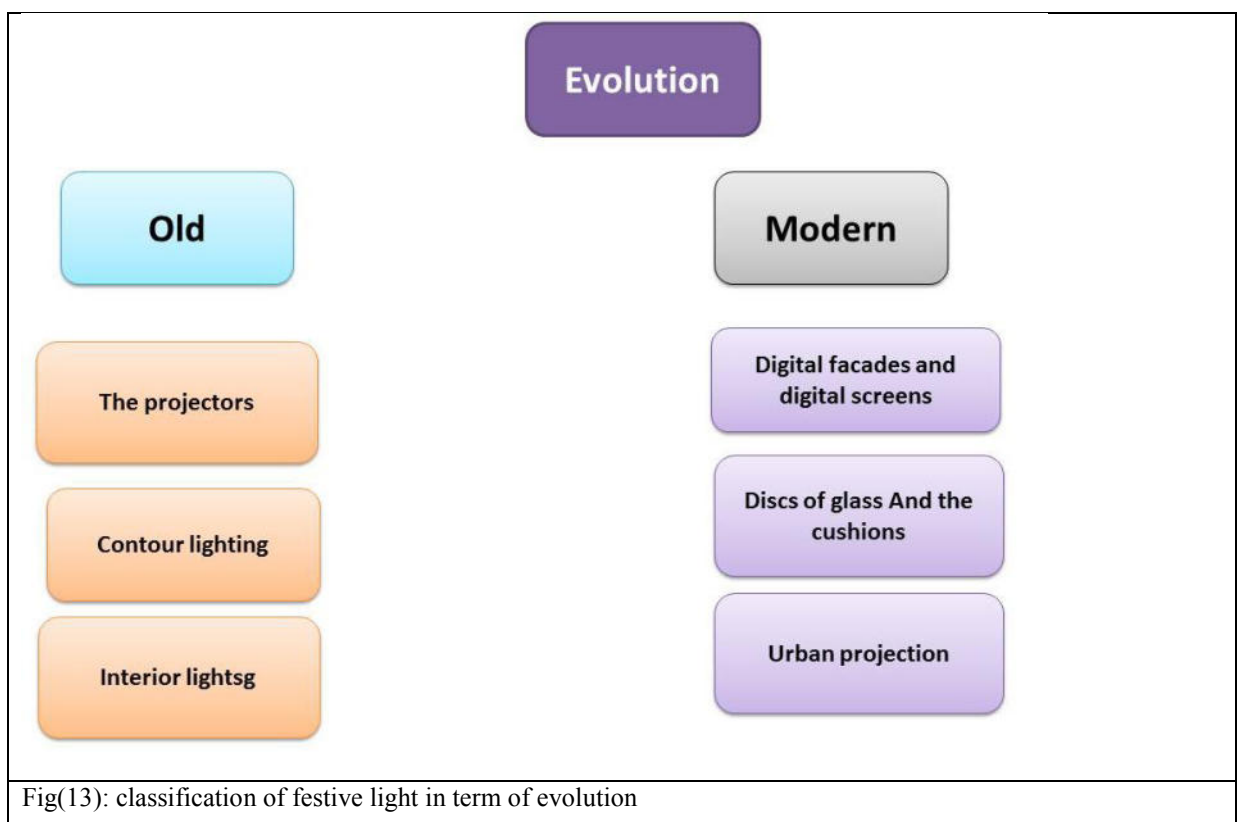 Evolution
Old
Modern
The projectors
Contour lighting
Interior lightsg
Digital facades and
digital screens
Discs of glass And the
cushions
Urban projection
Fig(13): classification of festive light in term of evolution